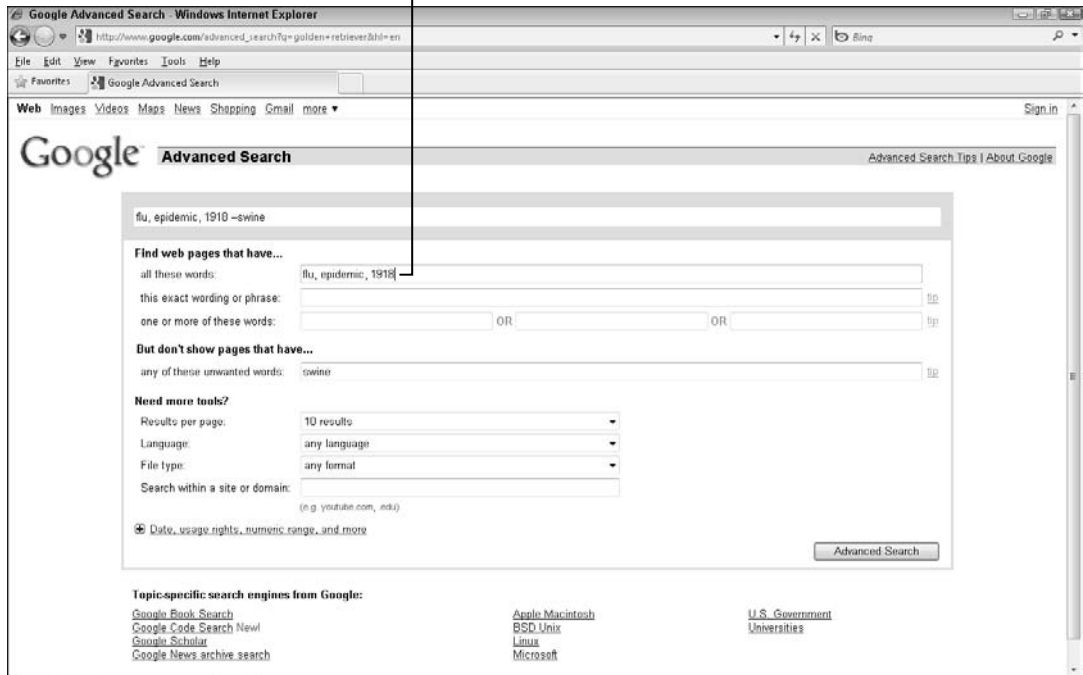 Google Advanced Search - Windows Internet Explorer
http://www.google.com/advanced_search?q=golden+retriever&hl=en
Bing
File Edit View Favorites Tools Help
Favorites Google Advanced Search
Web Images Videos Maps News Shopping Gmail more ▼ Sign in
Google Advanced Search Advanced Search Tips | About Google
flu, epidemic, 1918 –swine
Find web pages that have...
all these words: flu, epidemic, 1918
this exact wording or phrase: tip
one or more of these words: OR OR tip
But don't show pages that have...
any of these unwanted words: swine tip
Need more tools?
Results per page: 10 results
Language: any language
File type: any format
Search within a site or domain:
(e.g. youtube.com, .edu)
Date, usage rights, numeric range, and more
Advanced Search
Topic-specific search engines from Google:
Google Book Search Apple Macintosh U.S. Government
Google Code Search New! BSD Unix Universities
Google Scholar Linux
Google News archive search Microsoft